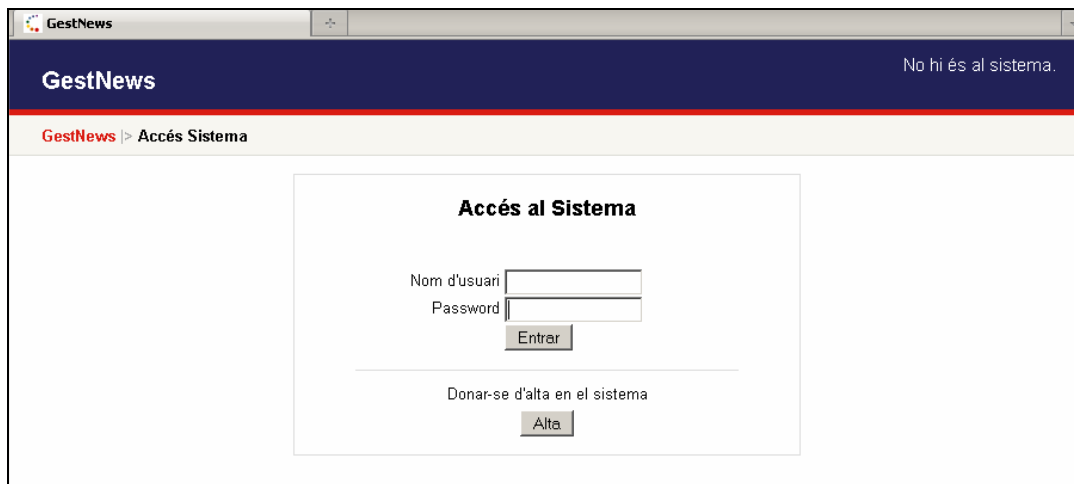 GestNews
GestNews
No hi és al sistema.
GestNews |> Accés Sistema
Accés al Sistema
Nom d'usuari
Password
Entrar
Donar-se d'alta en el sistema
Alta